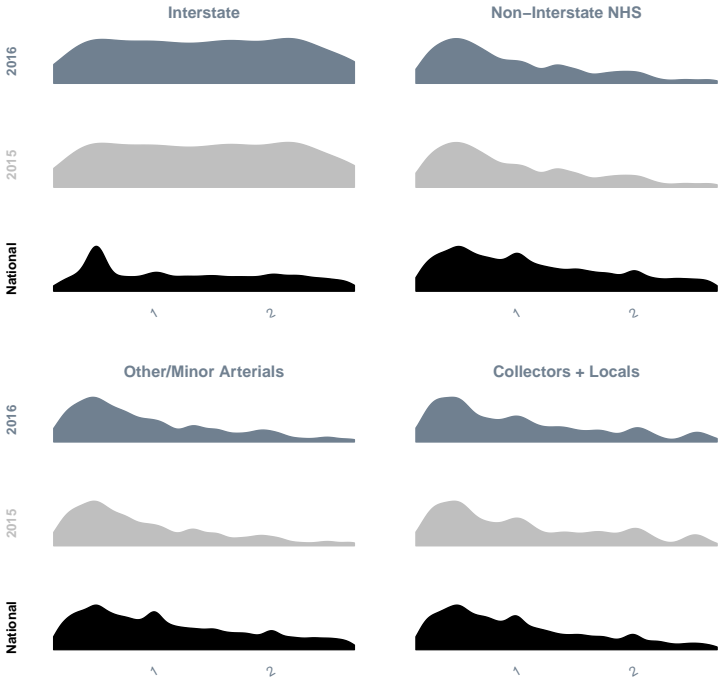 Interstate
Non−Interstate NHS
2016
2015
National
1
2
1
2
Other/Minor Arterials
Collectors + Locals
2016
2015
National
1
2
1
2